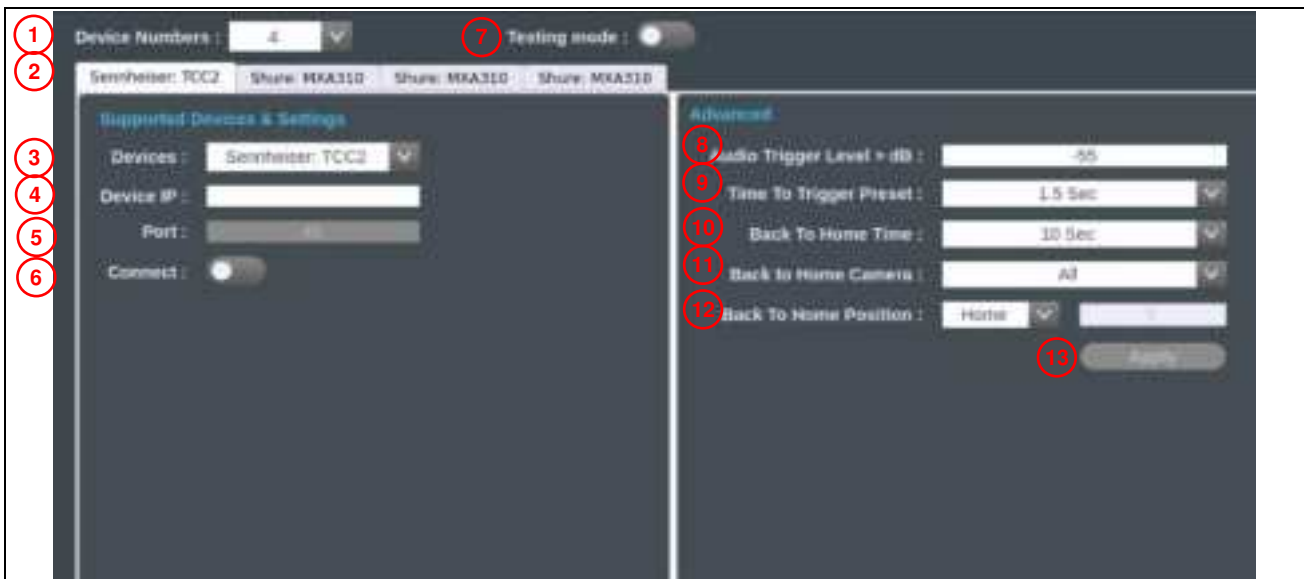 1 Device Numbers : 4 7 Testing mode :
2 Sennheiser: TCC2 Shure: MXA310 Shure: MXA310 Shure: MXA310
Supported Devices & Settings
3 Devices : Sennheiser: TCC2
4 Device IP :
5 Port :
6 Connect :
Advanced
8 Audio Trigger Level > dB : -55
9 Time To Trigger Preset : 1.5 Sec
10 Back To Home Time : 10 Sec
11 Back to Home Camera : All
12 Back To Home Position : Home
13 Apply